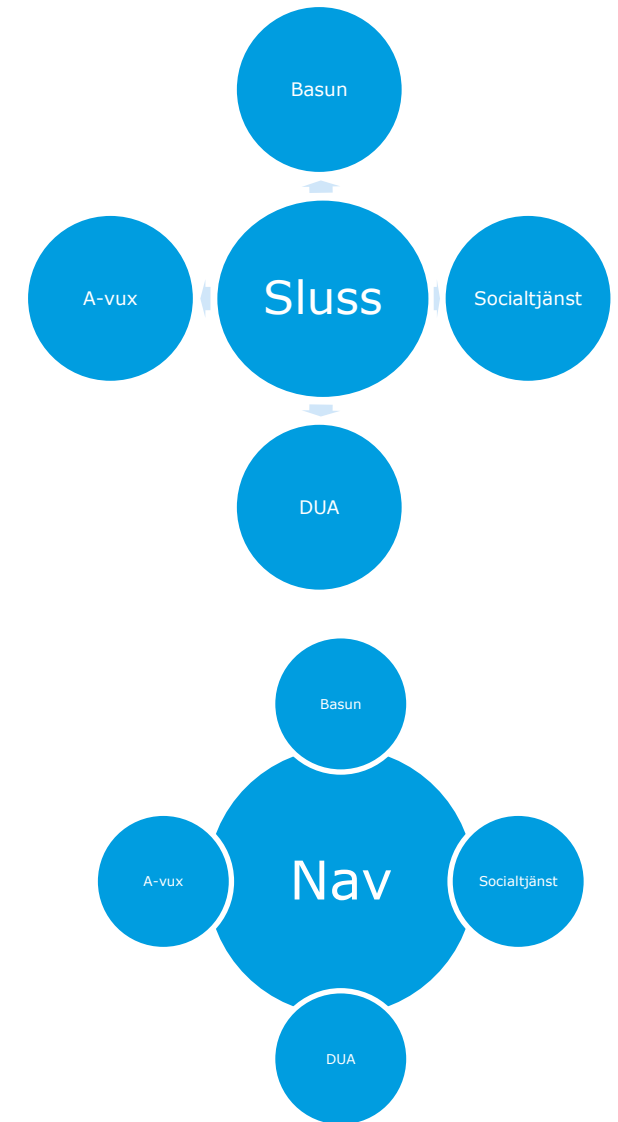 Basun
A-vux
Sluss
Socialtjänst
DUA
Basun
A-vux
Nav
Socialtjänst
DUA